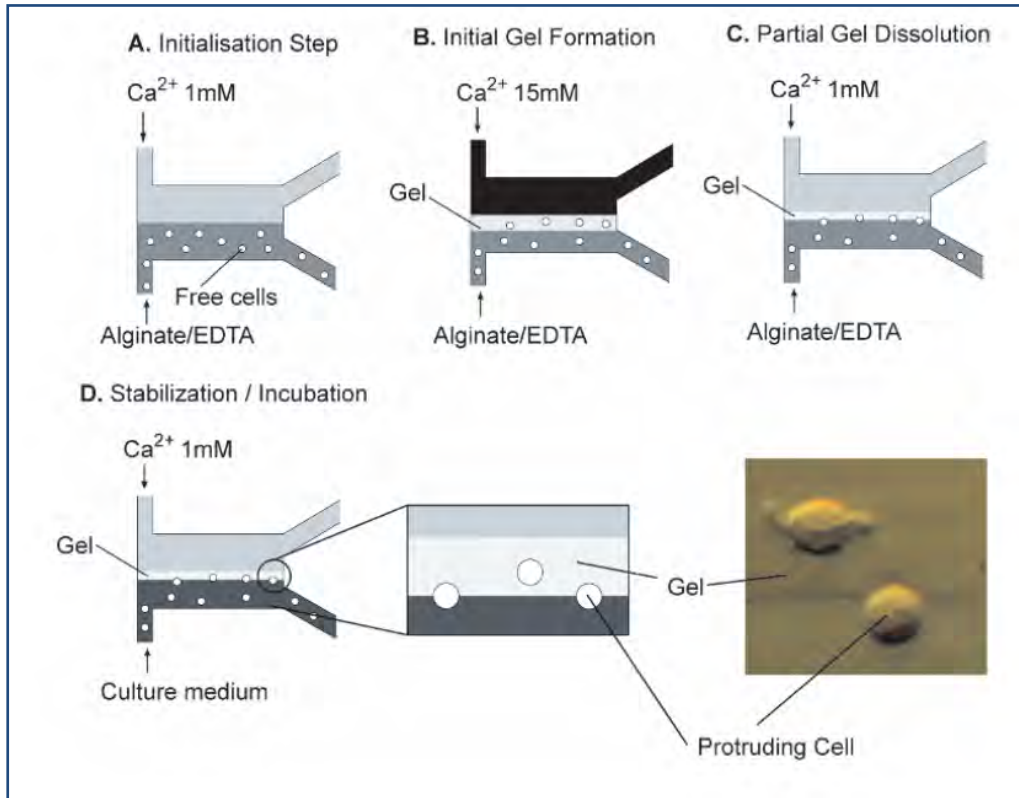 A. Initialisation Step
Ca2+ 1mM
Free cells
Alginate/EDTA
B. Initial Gel Formation
Ca2+ 15mM
Gel
Alginate/EDTA
C. Partial Gel Dissolution
Ca2+ 1mM
Gel
Alginate/EDTA
D. Stabilization / Incubation
Ca2+ 1mM
Gel
Culture medium
Gel
Protruding Cell